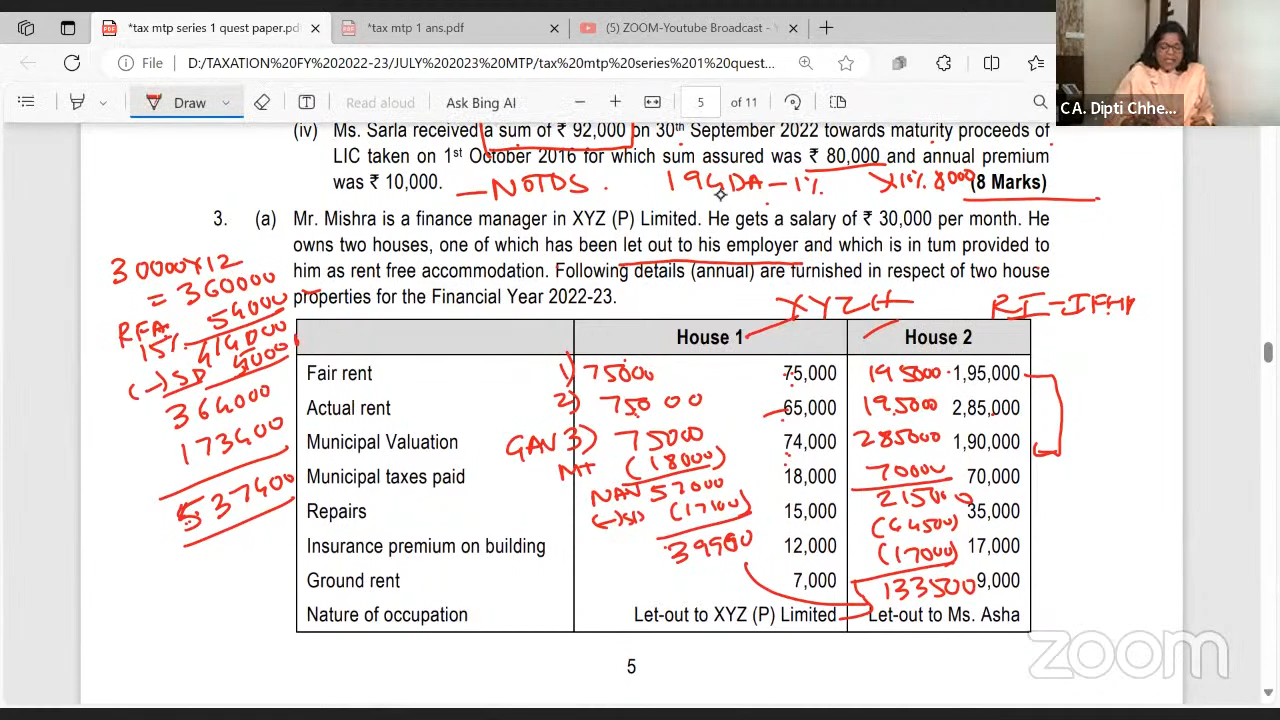 *tax mtp series 1 quest paper.pdf
*tax mtp 1 ans.pdf
(5) ZOOM-Youtube Broadcast - Y
File D:/TAXATION%20FY%202022-23/JULY%202023%20MTP/tax%20mtp%20series%201%20quest...
Draw Read aloud Ask Bing AI 5 of 11
C A. Dipti Chhe...
(iv) Ms. Sarla received a sum of ₹ 92,000 on 30th September 2022 towards maturity proceeds of
LIC taken on 1st October 2016 for which sum assured was ₹ 80,000 and annual premium
was ₹ 10,000. — NOTDS. 194DA – 1% X10% 8000 (8 Marks)
3. (a) Mr. Mishra is a finance manager in XYZ (P) Limited. He gets a salary of ₹ 30,000 per month. He
owns two houses, one of which has been let out to his employer and which is in tum provided to
him as rent free accommodation. Following details (annual) are furnished in respect of two house
properties for the Financial Year 2022-23.
30000X12
= 360000
RFA 54000
15% 414000
(-) SD
364000
173400
537400
XYZ
RI - IFHP
House 1 House 2
Fair rent 1) 75000 75,000 195000 1,95,000
Actual rent 2) 75000 65,000 195000 2,85,000
Municipal Valuation GAV 3) 75000 74,000 285000 1,90,000
Municipal taxes paid MT (18000) 18,000 70000 70,000
NAV 57000 215000
Repairs (-) SD (17100) 15,000 (64500) 35,000
Insurance premium on building 39900 12,000 (17000) 17,000
Ground rent 7,000 133500 9,000
Nature of occupation Let-out to XYZ (P) Limited Let-out to Ms. Asha
5
zoom